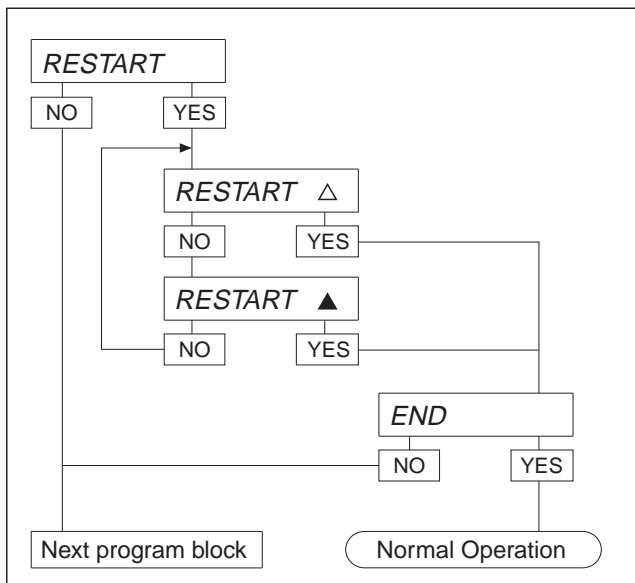 RESTART
NO YES
RESTART △
NO YES
RESTART ▲
NO YES
END
NO YES
Next program block Normal Operation